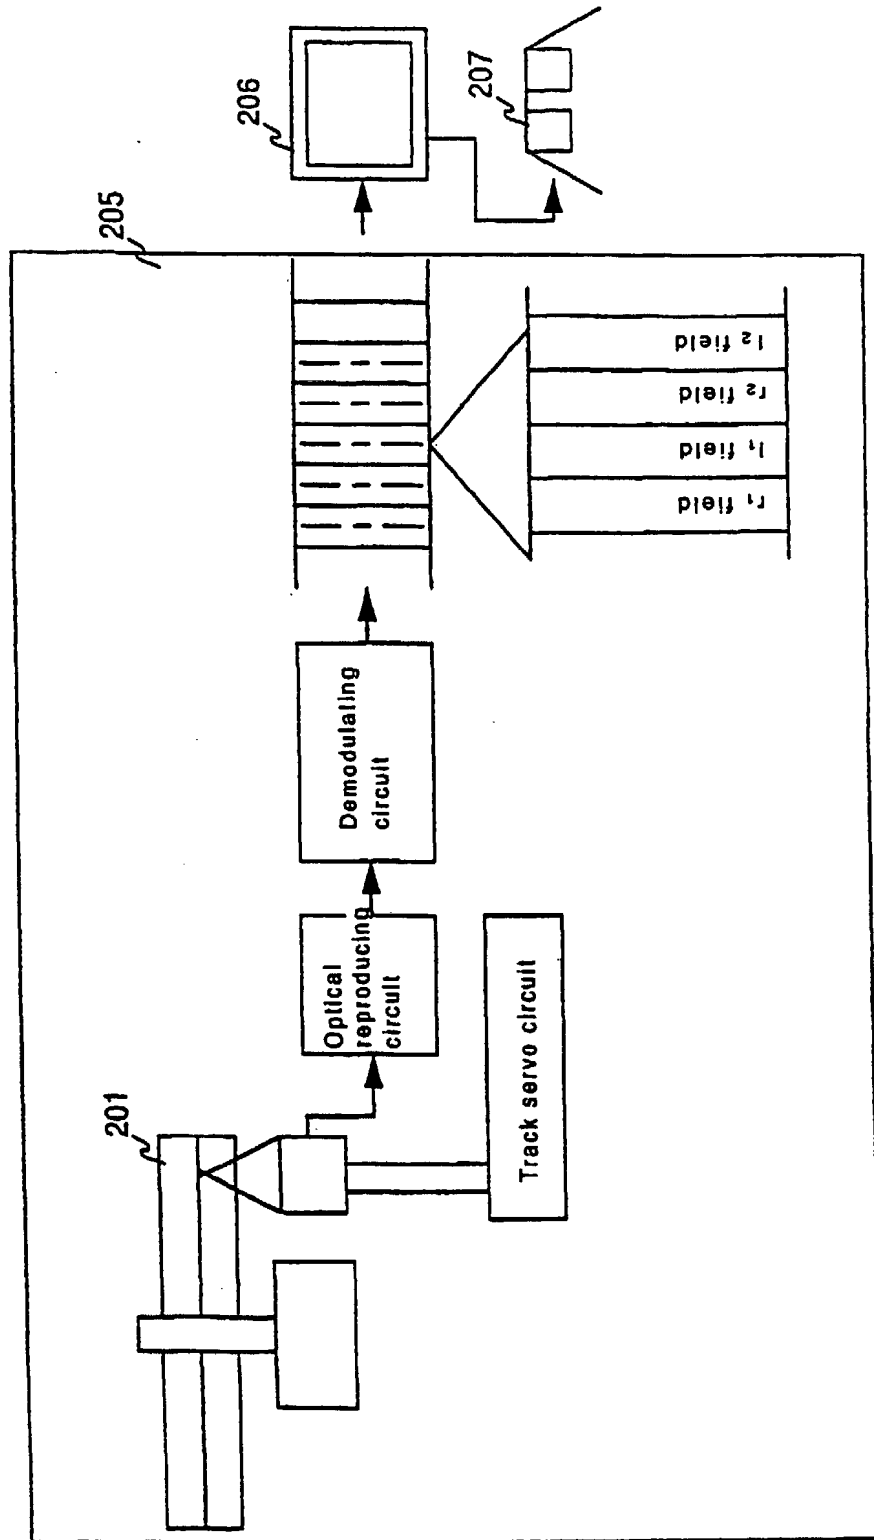 201
Optical
reproducing
circuit
Track servo circuit
Demodulating
circuit
r₁ field
l₁ field
r₂ field
l₂ field
205
206
207